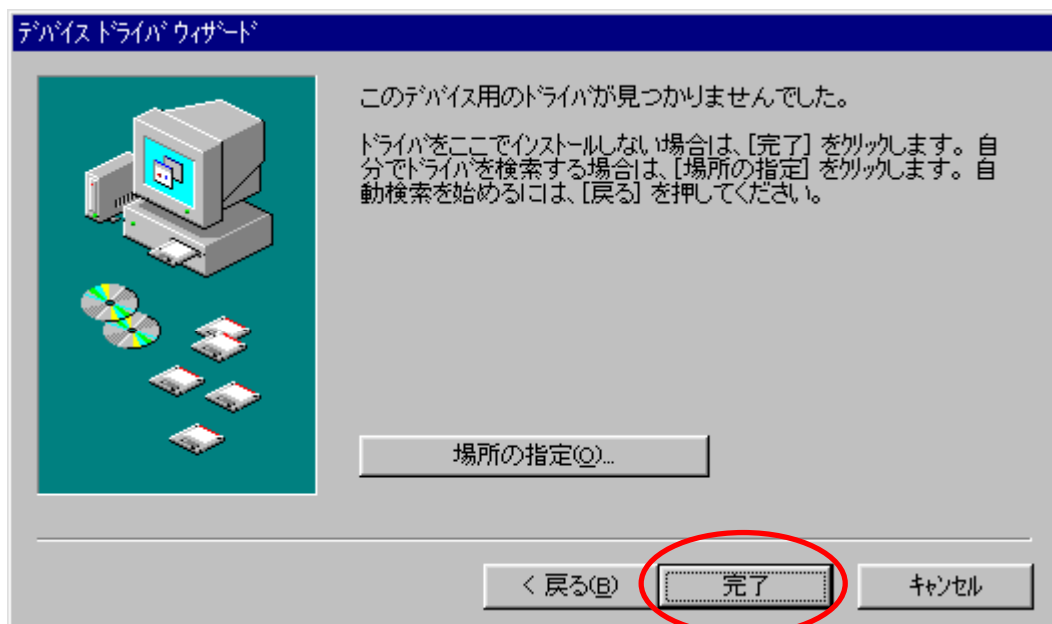 ﾃﾞﾊﾞｲｽ ﾄﾞﾗｲﾊﾞ ｳｨｻﾞｰﾄﾞ
このﾃﾞﾊﾞｲｽ用のﾄﾞﾗｲﾊﾞが見つかりませんでした。
ﾄﾞﾗｲﾊﾞをここでｲﾝｽﾄｰﾙしない場合は、[完了] をｸﾘｯｸします。自
分でﾄﾞﾗｲﾊﾞを検索する場合は、[場所の指定] をｸﾘｯｸします。自
動検索を始めるには、[戻る] を押してください。
場所の指定(O)...
< 戻る(B)
完了
ｷｬﾝｾﾙ